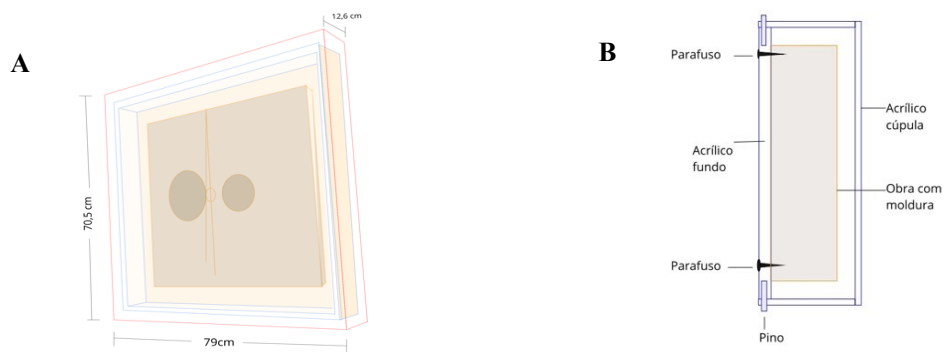 A
12,6 cm
70,5 cm
79cm
B
Parafuso
Acrílico
cúpula
Acrílico
fundo
Obra com
moldura
Parafuso
Pino